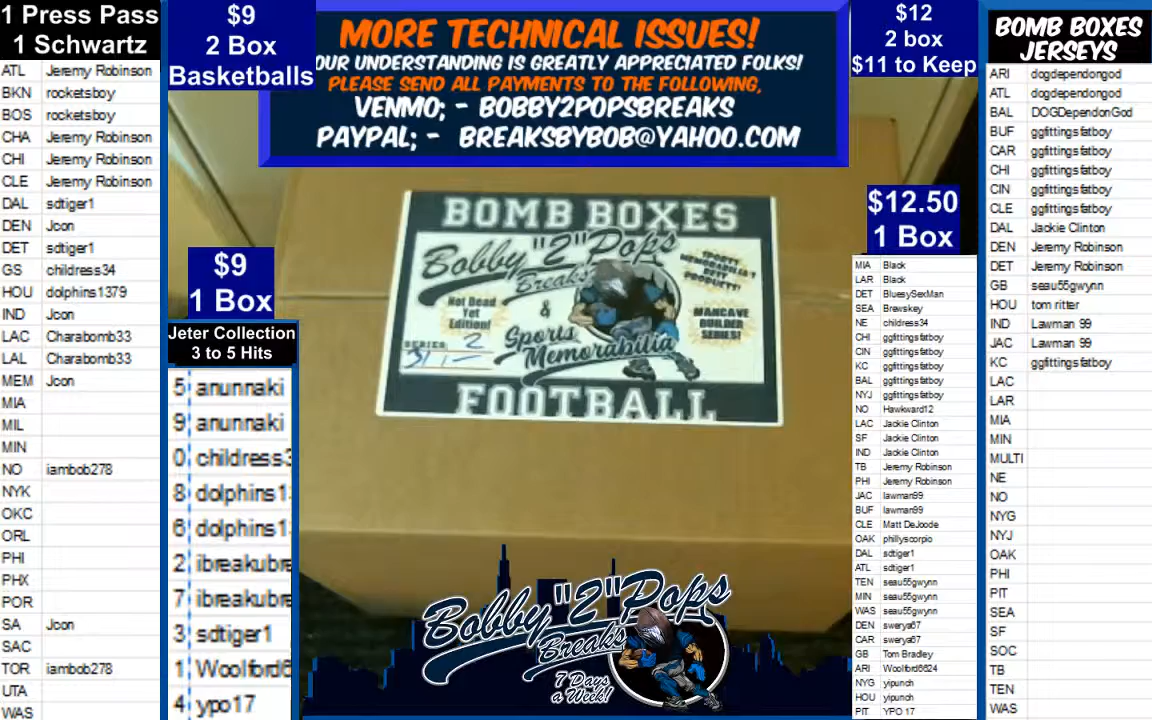 1 Press Pass
1 Schwartz
ATL Jeremy Robinson
BKN rocketsboy
BOS rocketsboy
CHA Jeremy Robinson
CHI Jeremy Robinson
CLE Jeremy Robinson
DAL sdtiger1
DEN Jcon
DET sdtiger1
GS childress34
HOU dolphins1379
IND Jcon
LAC Charabomb33
LAL Charabomb33
MEM Jcon
MIA
MIL
MIN
NO iambob278
NYK
OKC
ORL
PHI
PHX
POR
SA Jcon
SAC
TOR iambob278
UTA
WAS
$9
2 Box
Basketballs
$9
1 Box
Jeter Collection
3 to 5 Hits
5 anunnaki
9 anunnaki
0 childress3
8 dolphins1
6 dolphins1
2 ibreakubre
7 ibreakubre
3 sdtiger1
1 Woolford6
4 ypo17
MORE TECHNICAL ISSUES!
OUR UNDERSTANDING IS GREATLY APPRECIATED FOLKS!
PLEASE SEND ALL PAYMENTS TO THE FOLLOWING,
VENMO; - BOBBY2POPSBREAKS
PAYPAL; - BREAKSBYBOB@YAHOO.COM
BOMB BOXES
Bobby "2" Pops
Breaks
&
Sports
Memorabilia
Not Dead
Yet
Edition!
SPORTS
MEMORABILIA'S
BEST
PRODUCT!
MANCAVE
BUILDER
SERIES!
SERIES: 2
FOOTBALL
Bobby "2" Pops
Breaks
7 Days
a Week!
$12
2 box
$11 to Keep
$12.50
1 Box
MIA Black
LAR Black
DET BluesySexMan
SEA Brewskey
NE childress34
CHI ggfittingsfatboy
CIN ggfittingsfatboy
KC ggfittingsfatboy
BAL ggfittingsfatboy
NYJ ggfittingsfatboy
NO Hawkward12
LAC Jackie Clinton
SF Jackie Clinton
IND Jackie Clinton
TB Jeremy Robinson
PHI Jeremy Robinson
JAC lawman99
BUF lawman99
CLE Matt DeJoode
OAK phillyscorpio
DAL sdtiger1
ATL sdtiger1
TEN seau55gwynn
MIN seau55gwynn
WAS seau55gwynn
DEN swerya67
CAR swerya67
GB Tom Bradley
ARI Woolford6624
NYG yipunch
HOU yipunch
PIT YPO 17
BOMB BOXES
JERSEYS
ARI dogdependongod
ATL dogdependongod
BAL DOGDependonGod
BUF ggfittingsfatboy
CAR ggfittingsfatboy
CHI ggfittingsfatboy
CIN ggfittingsfatboy
CLE ggfittingsfatboy
DAL Jackie Clinton
DEN Jeremy Robinson
DET Jeremy Robinson
GB seau55gwynn
HOU tom ritter
IND Lawman 99
JAC Lawman 99
KC ggfittingsfatboy
LAC
LAR
MIA
MIN
MULTI
NE
NO
NYG
NYJ
OAK
PHI
PIT
SEA
SF
SOC
TB
TEN
WAS